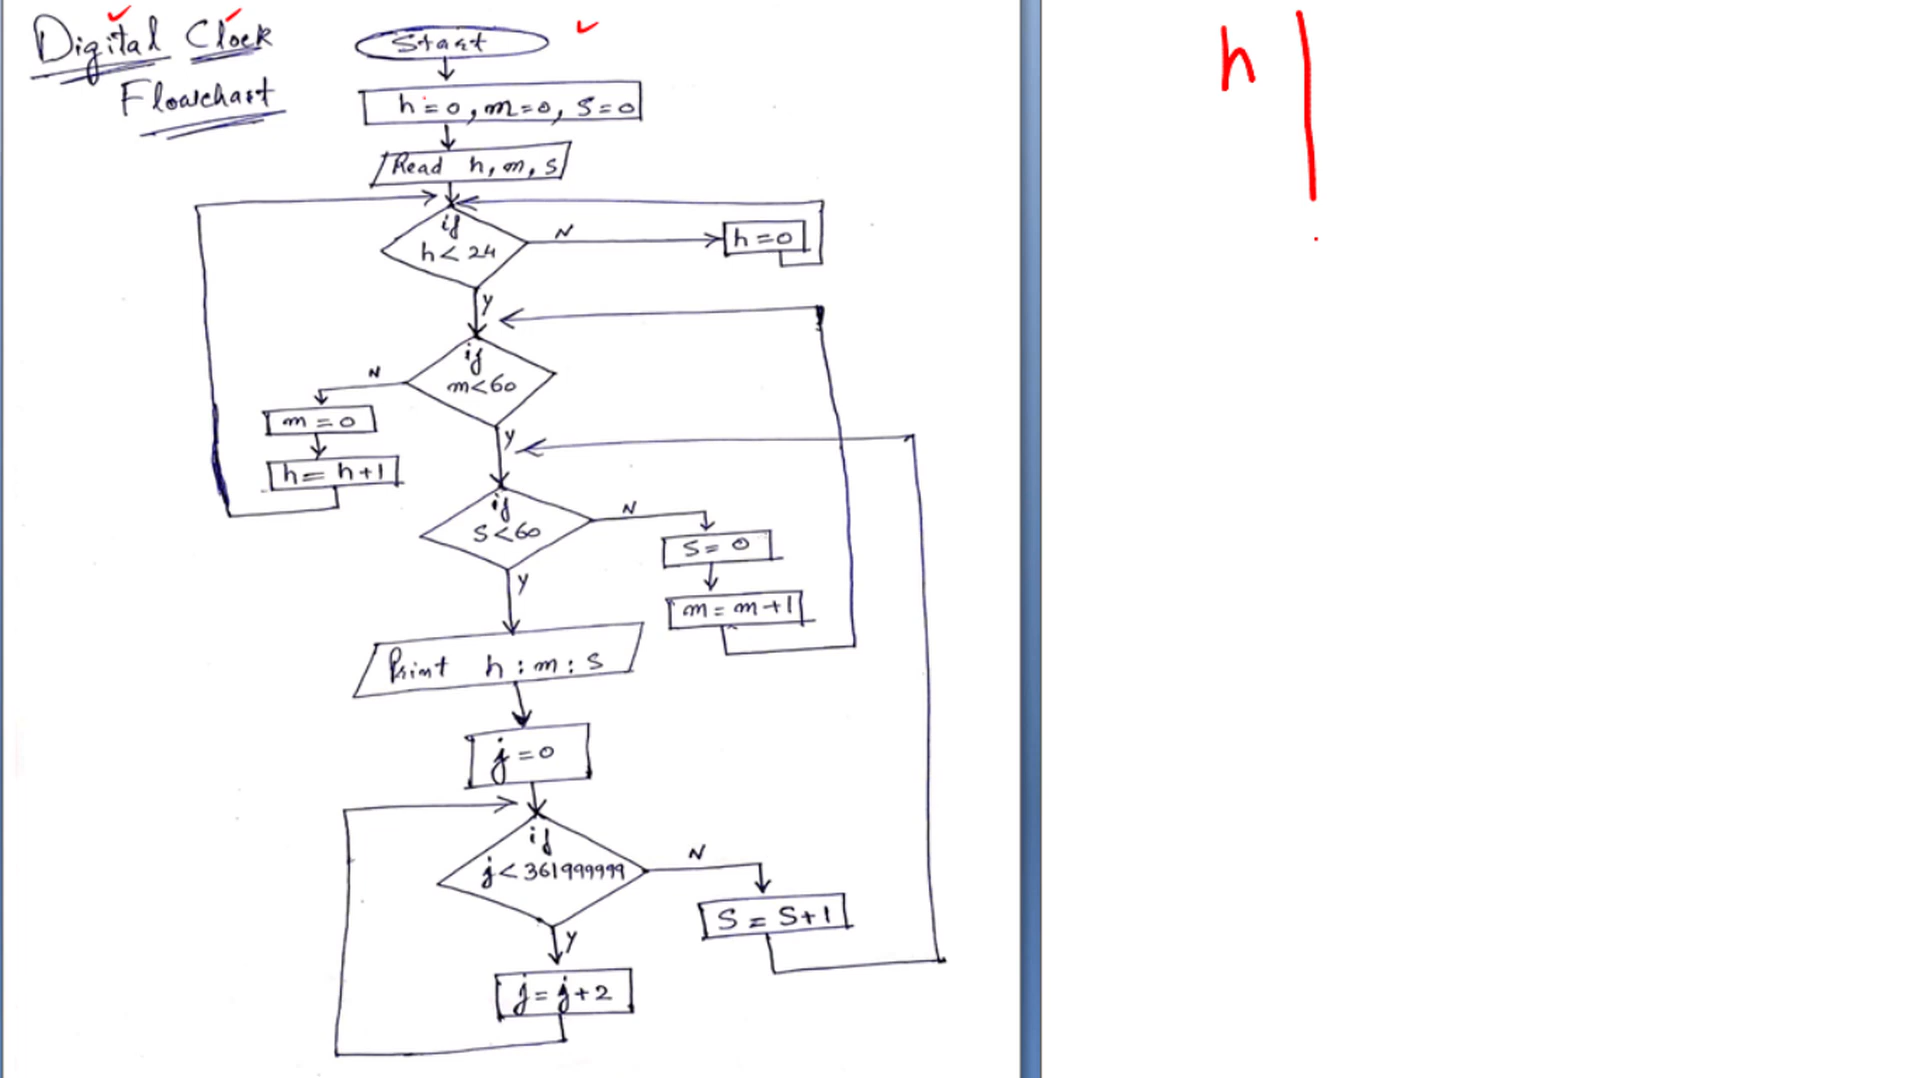 Digital Clock
Flowchart
Start
h=0, m=0, S=0
Read h, m, s
if
h < 24
N
h=0
Y
if
m<60
N
m=0
h= h+1
Y
if
S<60
N
S= 0
m= m+1
Y
Print h : m : s
j=0
if
j < 361999999
N
S = S+1
Y
j= j+2
h